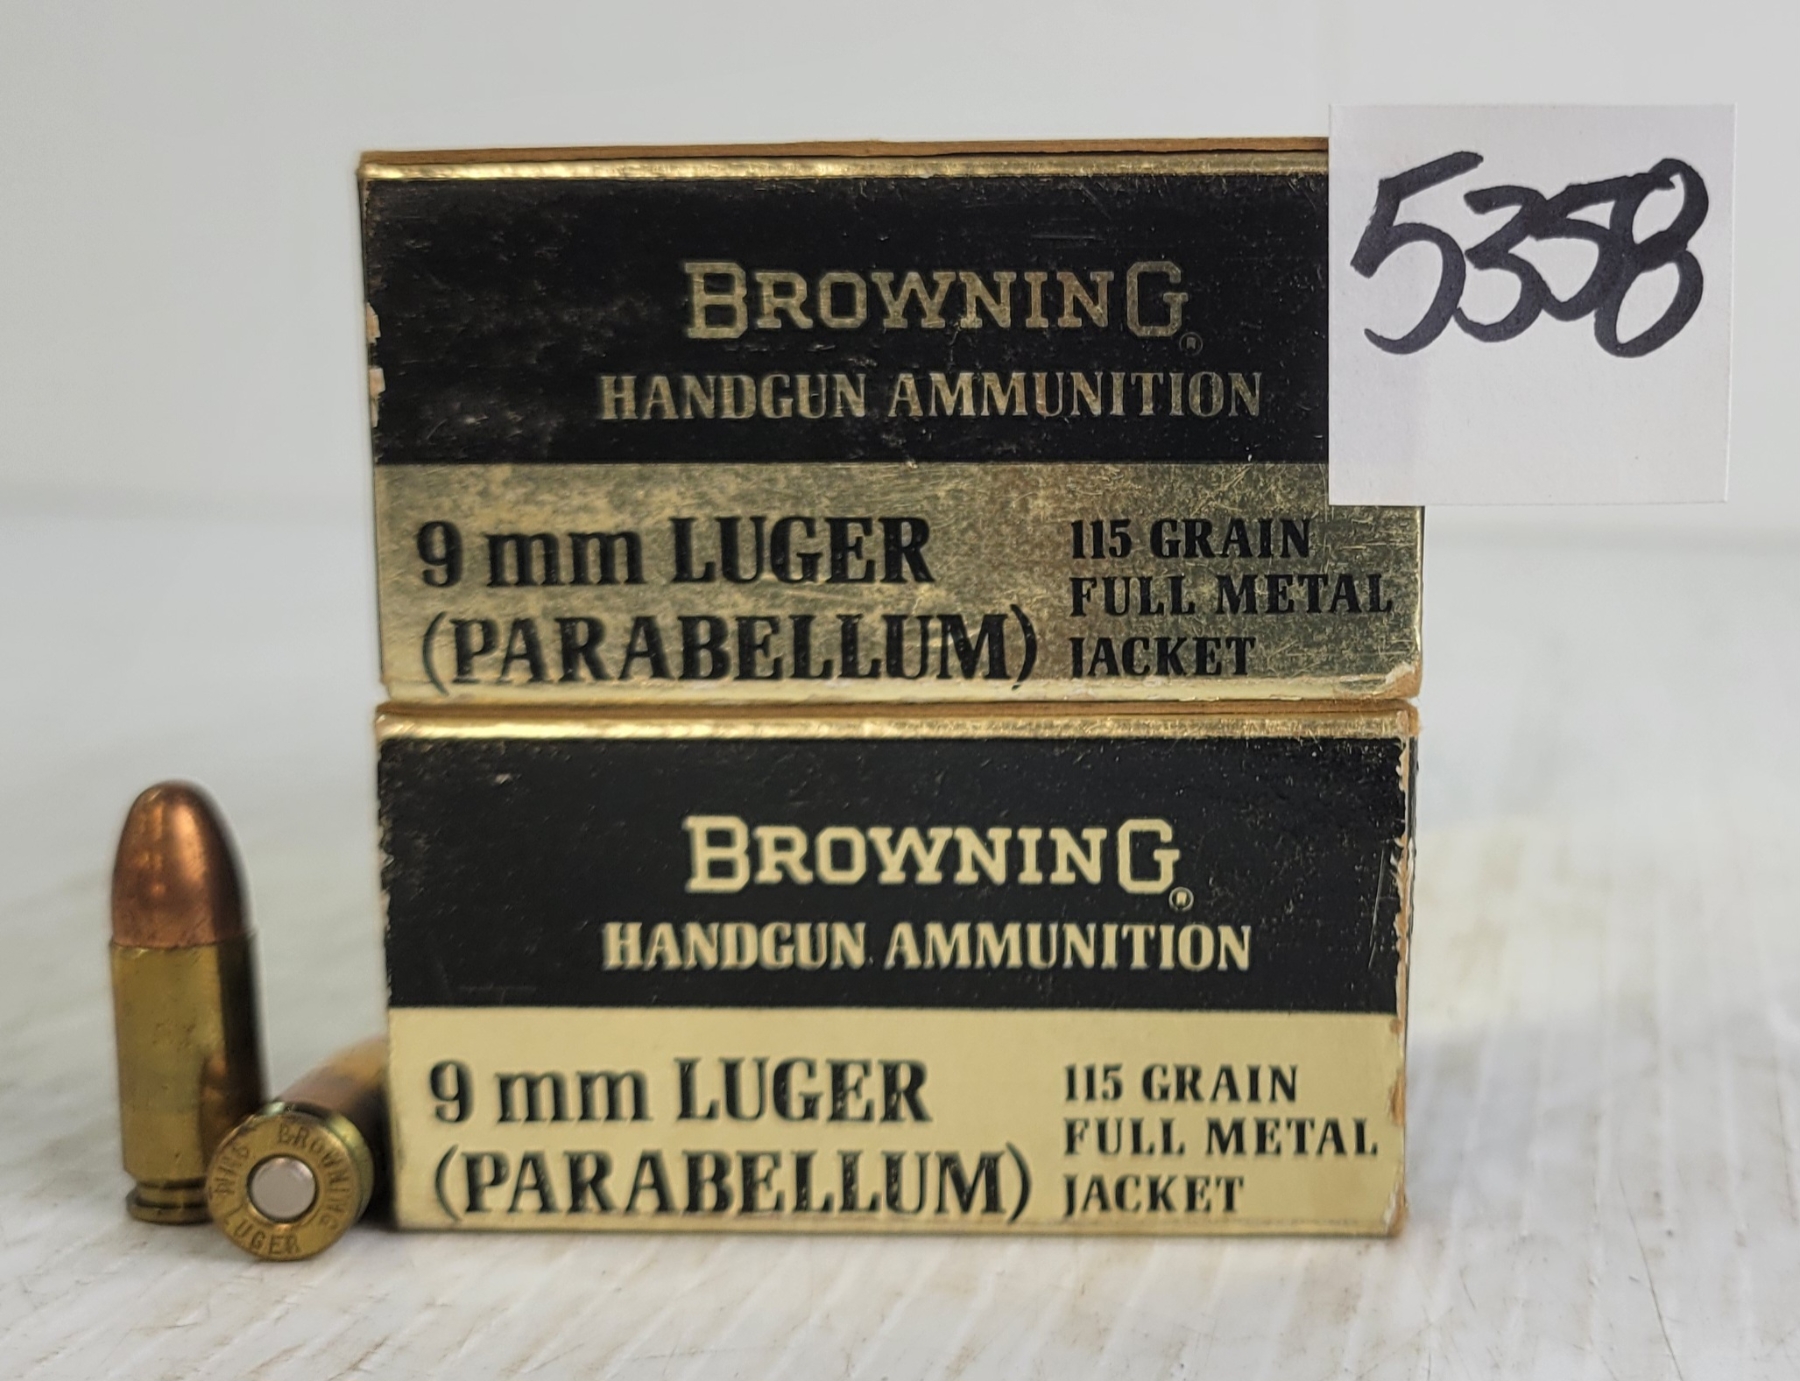 5358
BROWNING®
HANDGUN AMMUNITION
9 mm LUGER
(PARABELLUM)
115 GRAIN
FULL METAL
JACKET
BROWNING®
HANDGUN AMMUNITION
9 mm LUGER
(PARABELLUM)
115 GRAIN
FULL METAL
JACKET
BROWNING
9MM
LUGER